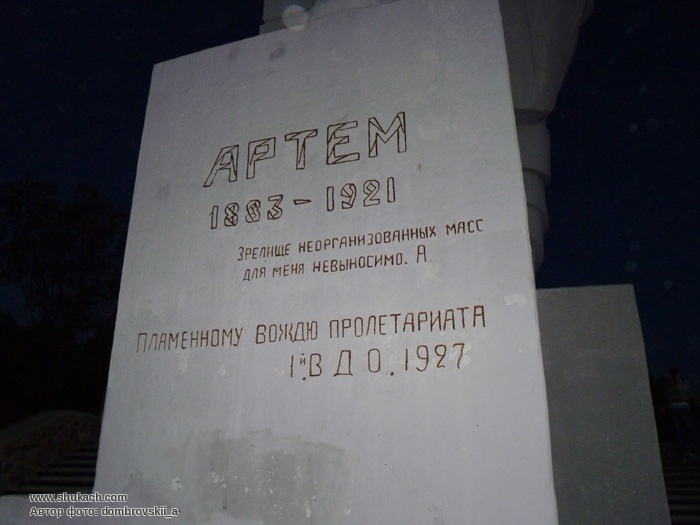 АРТЕМ
1883-1921
ЗРЕЛИЩЕ НЕОРГАНИЗОВАННЫХ МАСС
ДЛЯ МЕНЯ НЕВЫНОСИМО. А
ПЛАМЕННОМУ ВОЖДЮ ПРОЛЕТАРИАТА
1й. В Д О. 1927
www.shukach.com
Автор фото: dombrovskii_a-